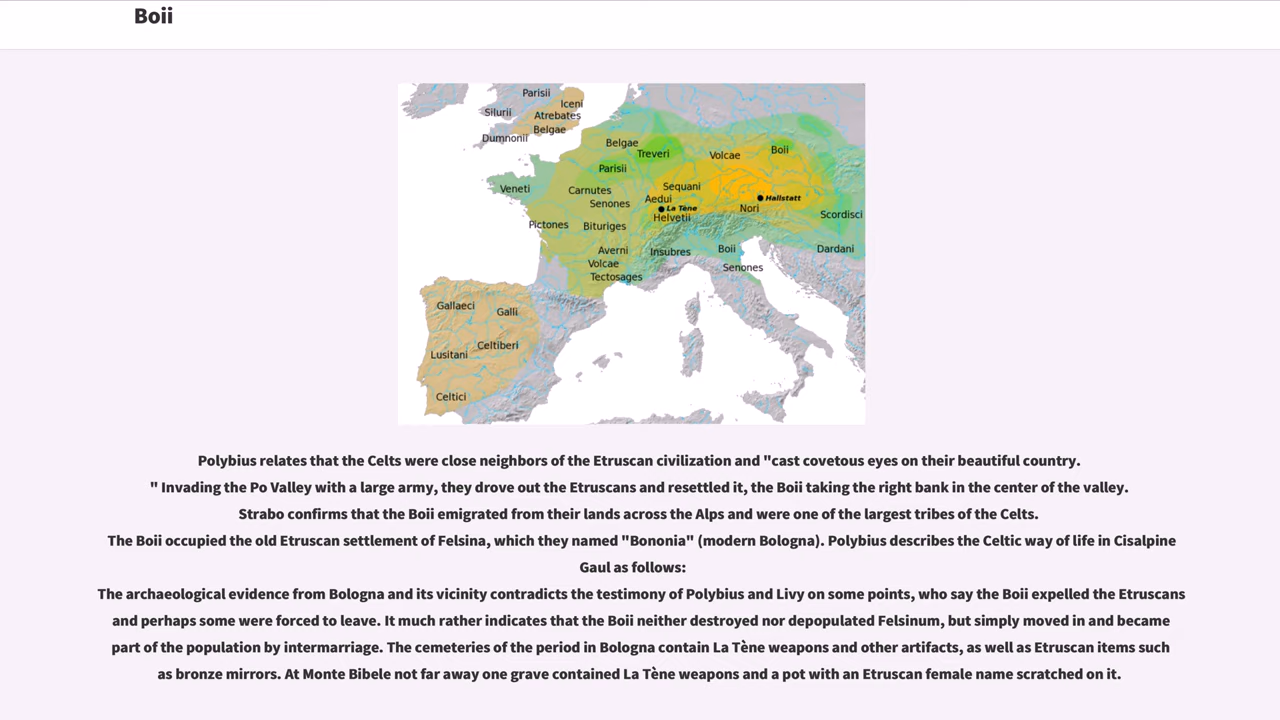 Boii
Parisii
Iceni
Silurii
Atrebates
Belgae
Dumnonii
Belgae
Treveri
Volcae
Boii
Parisii
Veneti
Carnutes
Sequani
Senones
Aedui
La Tène
Hallstatt
Helvetii
Nori
Scordisci
Pictones
Bituriges
Averni
Insubres
Boii
Dardani
Volcae
Tectosages
Senones
Gallaeci
Galli
Celtiberi
Lusitani
Celtici
Polybius relates that the Celts were close neighbors of the Etruscan civilization and "cast covetous eyes on their beautiful country.
" Invading the Po Valley with a large army, they drove out the Etruscans and resettled it, the Boii taking the right bank in the center of the valley.
Strabo confirms that the Boii emigrated from their lands across the Alps and were one of the largest tribes of the Celts.
The Boii occupied the old Etruscan settlement of Felsina, which they named "Bononia" (modern Bologna). Polybius describes the Celtic way of life in Cisalpine
Gaul as follows:
The archaeological evidence from Bologna and its vicinity contradicts the testimony of Polybius and Livy on some points, who say the Boii expelled the Etruscans
and perhaps some were forced to leave. It much rather indicates that the Boii neither destroyed nor depopulated Felsinum, but simply moved in and became
part of the population by intermarriage. The cemeteries of the period in Bologna contain La Tène weapons and other artifacts, as well as Etruscan items such
as bronze mirrors. At Monte Bibele not far away one grave contained La Tène weapons and a pot with an Etruscan female name scratched on it.